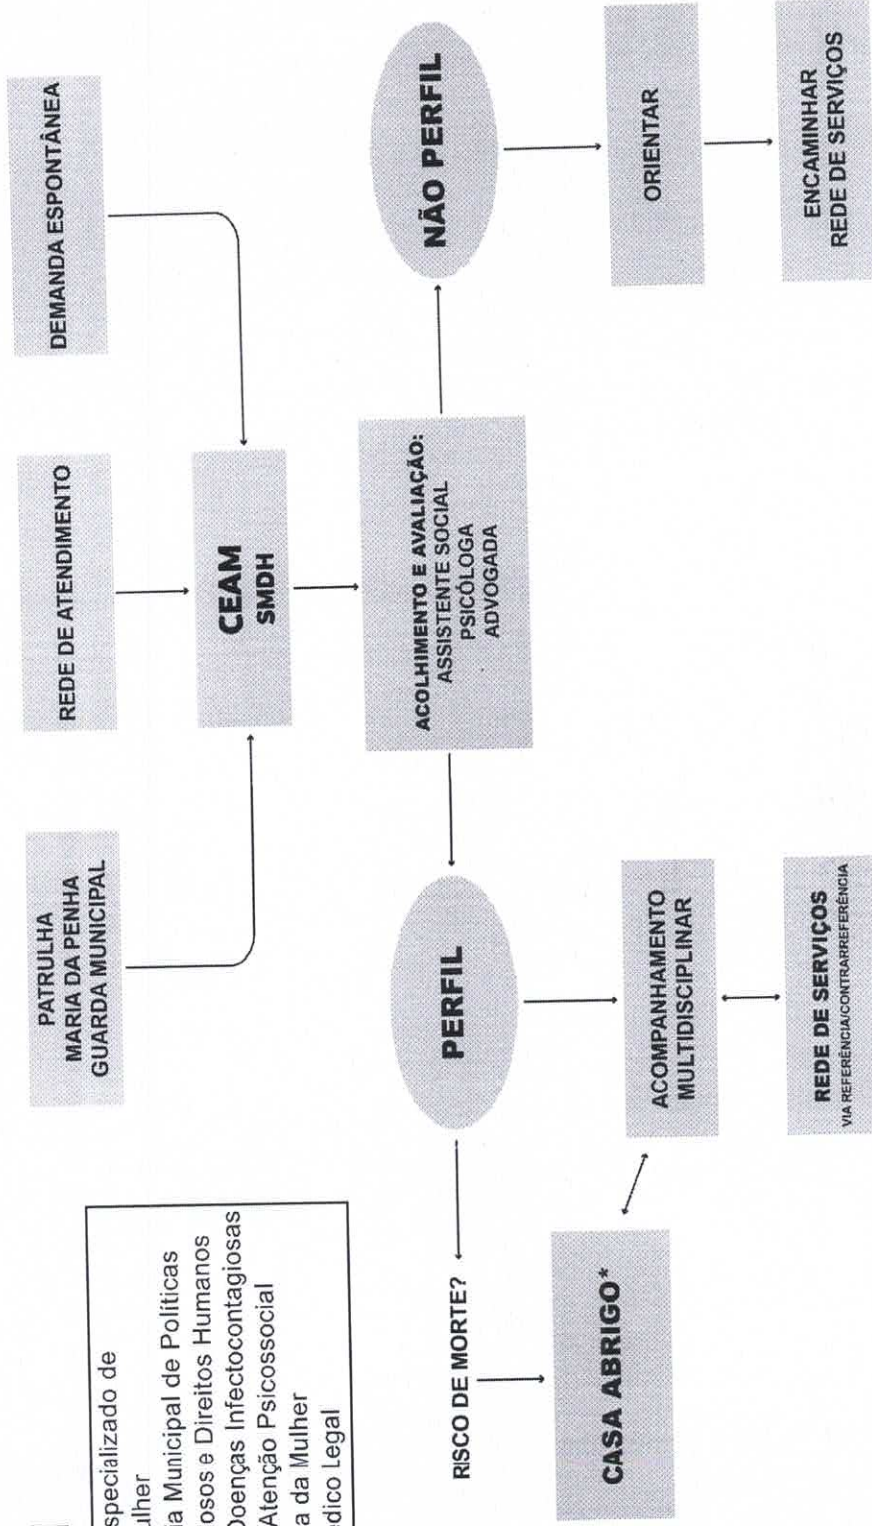 specializado de
ulher
ia Municipal de Políticas
osos e Direitos Humanos
Doenças Infectocontagiosas
Atenção Psicossocial
a da Mulher
édico Legal
PATRULHA
MARIA DA PENHA
GUARDA MUNICIPAL
REDE DE ATENDIMENTO
DEMANDA ESPONTÂNEA
CEAM
SMDH
ACOLHIMENTO E AVALIAÇÃO:
ASSISTENTE SOCIAL
PSICÓLOGA
ADVOGADA
PERFIL
NÃO PERFIL
RISCO DE MORTE?
CASA ABRIGO*
ACOMPANHAMENTO
MULTIDISCIPLINAR
REDE DE SERVIÇOS
VIA REFERÊNCIA/CONTRARREFERÊNCIA
ORIENTAR
ENCAMINHAR
REDE DE SERVIÇOS